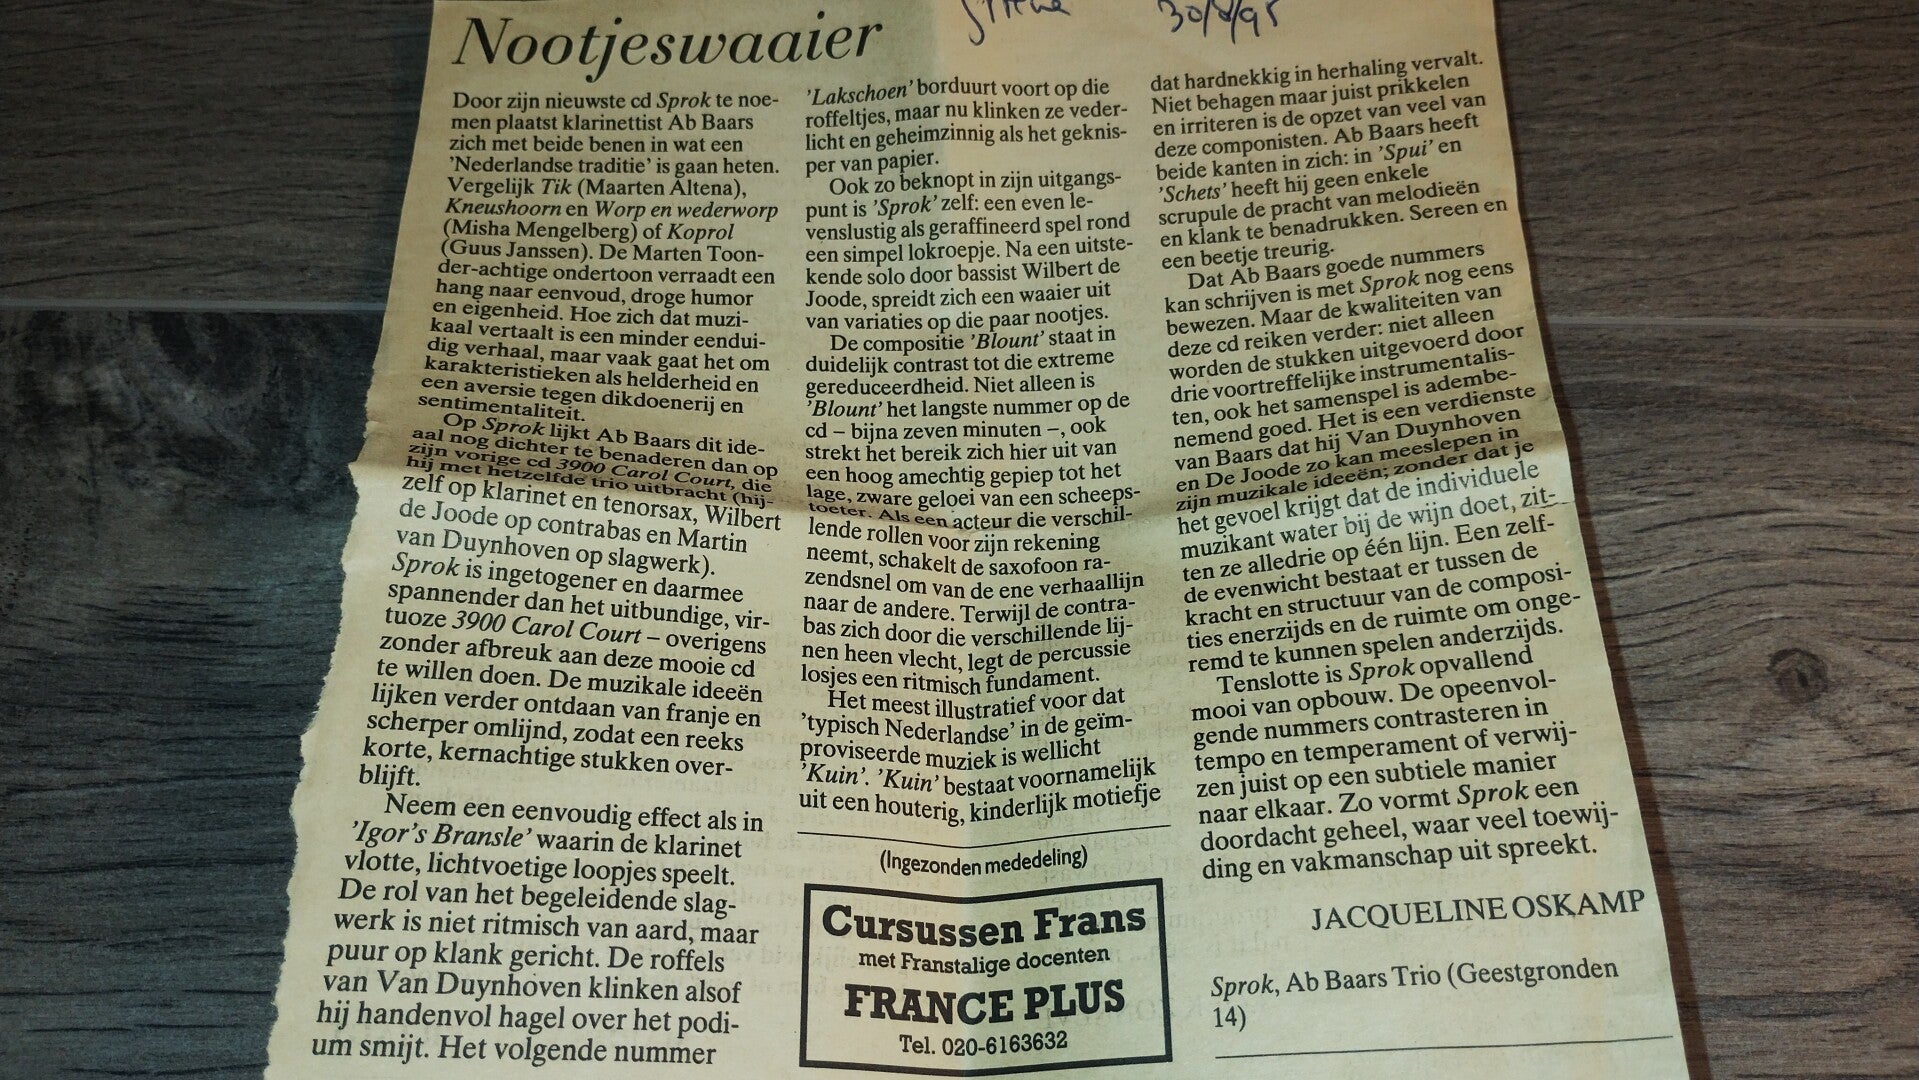 30/8/95
Nootjeswaaier
Door zijn nieuwste cd Sprok te noe-
men plaatst klarinettist Ab Baars
zich met beide benen in wat een
'Nederlandse traditie' is gaan heten.
Vergelijk Tik (Maarten Altena),
Kneushoorn en Worp en wederworp
(Misha Mengelberg) of Koprol
(Guus Janssen). De Marten Toon-
der-achtige ondertoon verraadt een
hang naar eenvoud, droge humor
en eigenheid. Hoe zich dat muzi-
kaal vertaalt is een minder eendui-
dig verhaal, maar vaak gaat het om
karakteristieken als helderheid en
een aversie tegen dikdoenerij en
sentimentaliteit.
Op Sprok lijkt Ab Baars dit ide-
aal nog dichter te benaderen dan op
zijn vorige cd 3900 Carol Court, die
hij met hetzelfde trio uitbracht (hij-
zelf op klarinet en tenorsax, Wilbert
de Joode op contrabas en Martin
van Duynhoven op slagwerk).
Sprok is ingetogener en daarmee
spannender dan het uitbundige, vir-
tuoze 3900 Carol Court – overigens
zonder afbreuk aan deze mooie cd
te willen doen. De muzikale ideeën
lijken verder ontdaan van franje en
scherper omlijnd, zodat een reeks
korte, kernachtige stukken over-
blijft.
Neem een eenvoudig effect als in
'Igor's Bransle' waarin de klarinet
vlotte, lichtvoetige loopjes speelt.
De rol van het begeleidende slag-
werk is niet ritmisch van aard, maar
puur op klank gericht. De roffels
van Van Duynhoven klinken alsof
hij handenvol hagel over het podi-
um smijt. Het volgende nummer
'Lakschoen' borduurt voort op die
roffeltjes, maar nu klinken ze veder-
licht en geheimzinnig als het geknis-
per van papier.
Ook zo beknopt in zijn uitgangs-
punt is 'Sprok' zelf: een even le-
venslustig als geraffineerd spel rond
een simpel lokroepje. Na een uitste-
kende solo door bassist Wilbert de
Joode, spreidt zich een waaier uit
van variaties op die paar nootjes.
De compositie 'Blount' staat in
duidelijk contrast tot die extreme
gereduceerdheid. Niet alleen is
'Blount' het langste nummer op de
cd – bijna zeven minuten –, ook
strekt het bereik zich hier uit van
een hoog amechtig gepiep tot het
lage, zware geloei van een scheeps-
toeter. Als een acteur die verschil-
lende rollen voor zijn rekening
neemt, schakelt de saxofoon ra-
zendsnel om van de ene verhaallijn
naar de andere. Terwijl de contra-
bas zich door die verschillende lij-
nen heen vlecht, legt de percussie
losjes een ritmisch fundament.
Het meest illustratief voor dat
'typisch Nederlandse' in de geïm-
proviseerde muziek is wellicht
'Kuin'. 'Kuin' bestaat voornamelijk
uit een houterig, kinderlijk motiefje
(Ingezonden mededeling)
Cursussen Frans
met Franstalige docenten
FRANCE PLUS
Tel. 020-6163632
dat hardnekkig in herhaling vervalt.
Niet behagen maar juist prikkelen
en irriteren is de opzet van veel van
deze componisten. Ab Baars heeft
beide kanten in zich: in 'Spui' en
'Schets' heeft hij geen enkele
scrupule de pracht van melodieën
en klank te benadrukken. Sereen en
een beetje treurig.
Dat Ab Baars goede nummers
kan schrijven is met Sprok nog eens
bewezen. Maar de kwaliteiten van
deze cd reiken verder: niet alleen
worden de stukken uitgevoerd door
drie voortreffelijke instrumentalis-
ten, ook het samenspel is adembe-
nemend goed. Het is een verdienste
van Baars dat hij Van Duynhoven
en De Joode zo kan meeslepen in
zijn muzikale ideeën; zonder dat je
het gevoel krijgt dat de individuele
muzikant water bij de wijn doet, zit-
ten ze alledrie op één lijn. Een zelf-
de evenwicht bestaat er tussen de
kracht en structuur van de composi-
ties enerzijds en de ruimte om onge-
remd te kunnen spelen anderzijds.
Tenslotte is Sprok opvallend
mooi van opbouw. De opeenvol-
gende nummers contrasteren in
tempo en temperament of verwij-
zen juist op een subtiele manier
naar elkaar. Zo vormt Sprok een
doordacht geheel, waar veel toewij-
ding en vakmanschap uit spreekt.
JACQUELINE OSKAMP
Sprok, Ab Baars Trio (Geestgronden
14)